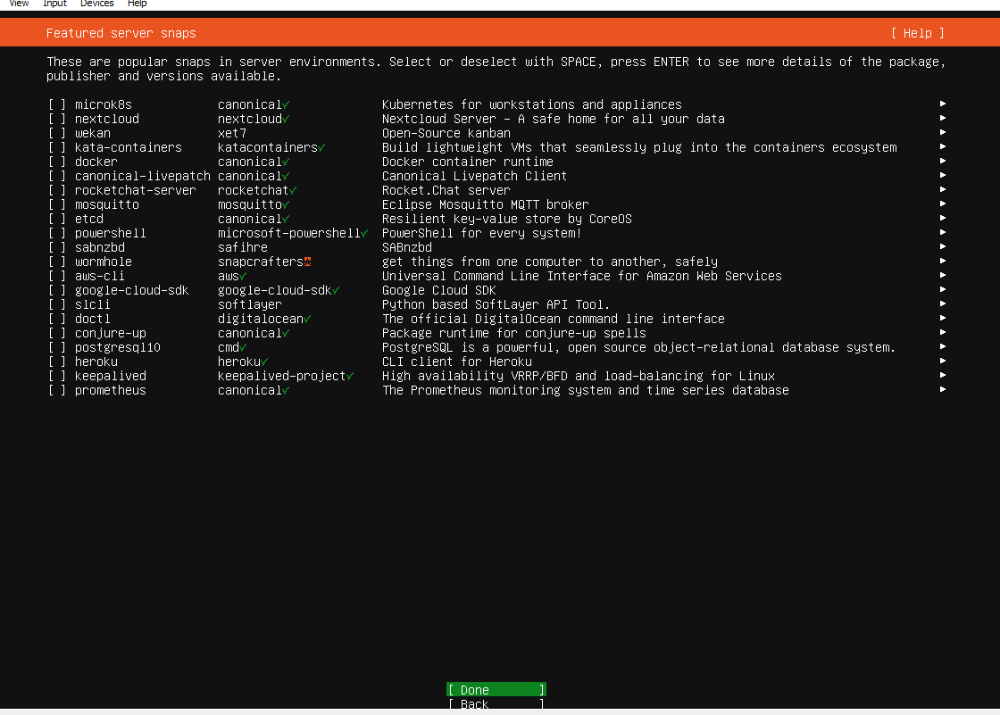 View Input Devices Help
Featured server snaps [ Help ]
These are popular snaps in server environments. Select or deselect with SPACE, press ENTER to see more details of the package,
publisher and versions available.
[ ] microk8s canonical✓ Kubernetes for workstations and appliances ▸
[ ] nextcloud nextcloud✓ Nextcloud Server - A safe home for all your data ▸
[ ] wekan xet7 Open-Source kanban ▸
[ ] kata-containers katacontainers✓ Build lightweight VMs that seamlessly plug into the containers ecosystem ▸
[ ] docker canonical✓ Docker container runtime ▸
[ ] canonical-livepatch canonical✓ Canonical Livepatch Client ▸
[ ] rocketchat-server rocketchat✓ Rocket.Chat server ▸
[ ] mosquitto mosquitto✓ Eclipse Mosquitto MQTT broker ▸
[ ] etcd canonical✓ Resilient key-value store by CoreOS ▸
[ ] powershell microsoft-powershell✓ PowerShell for every system! ▸
[ ] sabnzbd safihre SABnzbd ▸
[ ] wormhole snapcrafters get things from one computer to another, safely ▸
[ ] aws-cli aws✓ Universal Command Line Interface for Amazon Web Services ▸
[ ] google-cloud-sdk google-cloud-sdk✓ Google Cloud SDK ▸
[ ] slcli softlayer Python based SoftLayer API Tool. ▸
[ ] doctl digitalocean✓ The official DigitalOcean command line interface ▸
[ ] conjure-up canonical✓ Package runtime for conjure-up spells ▸
[ ] postgresql10 cmd✓ PostgreSQL is a powerful, open source object-relational database system. ▸
[ ] heroku heroku✓ CLI client for Heroku ▸
[ ] keepalived keepalived-project✓ High availability VRRP/BFD and load-balancing for Linux ▸
[ ] prometheus canonical✓ The Prometheus monitoring system and time series database ▸
[ Done ]
[ Back ]